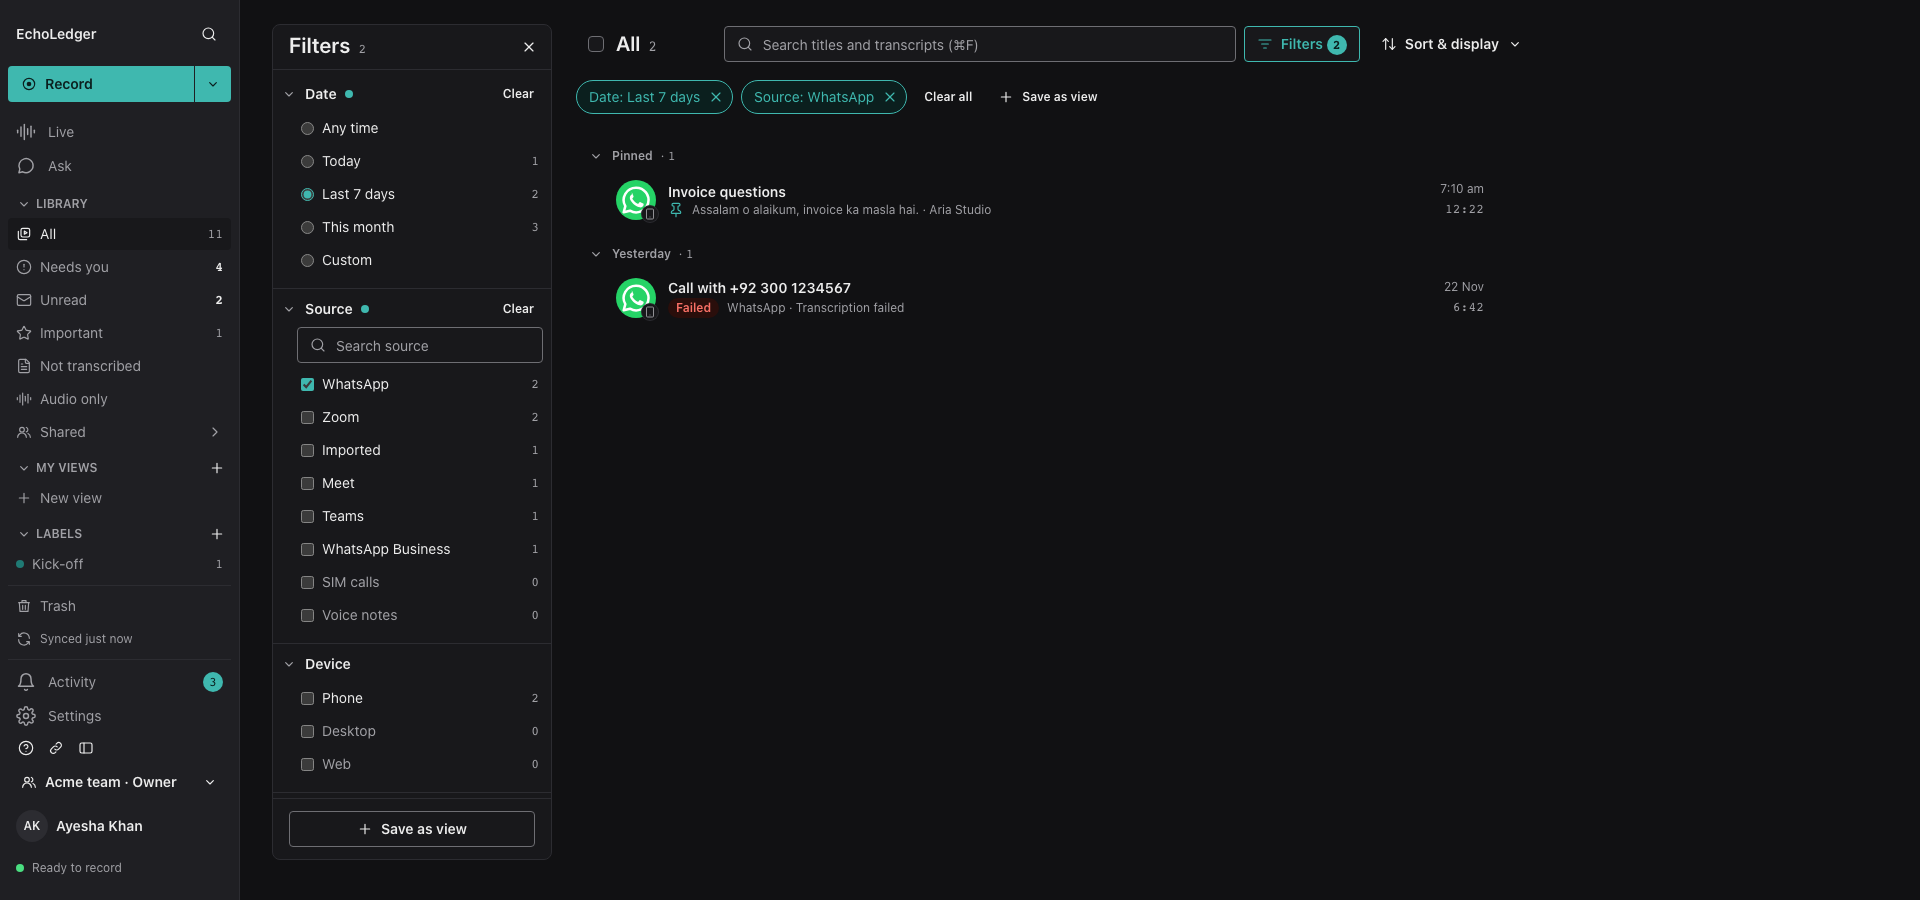 EchoLedger
Record
Live
Ask
LIBRARY
All 11
Needs you 4
Unread 2
Important 1
Not transcribed
Audio only
Shared
MY VIEWS
New view
LABELS
Kick-off 1
Trash
Synced just now
Activity 3
Settings
Acme team · Owner
AK Ayesha Khan
Ready to record
Filters 2
Date Clear
Any time
Today 1
Last 7 days 2
This month 3
Custom
Source Clear
Search source
WhatsApp 2
Zoom 2
Imported 1
Meet 1
Teams 1
WhatsApp Business 1
SIM calls 0
Voice notes 0
Device
Phone 2
Desktop 0
Web 0
Save as view
All 2
Search titles and transcripts (⌘F)
Filters 2
Sort & display
Date: Last 7 days
Source: WhatsApp
Clear all
Save as view
Pinned · 1
Invoice questions 7:10 am
Assalam o alaikum, invoice ka masla hai. · Aria Studio 12:22
Yesterday · 1
Call with +92 300 1234567 22 Nov
Failed WhatsApp · Transcription failed 6:42